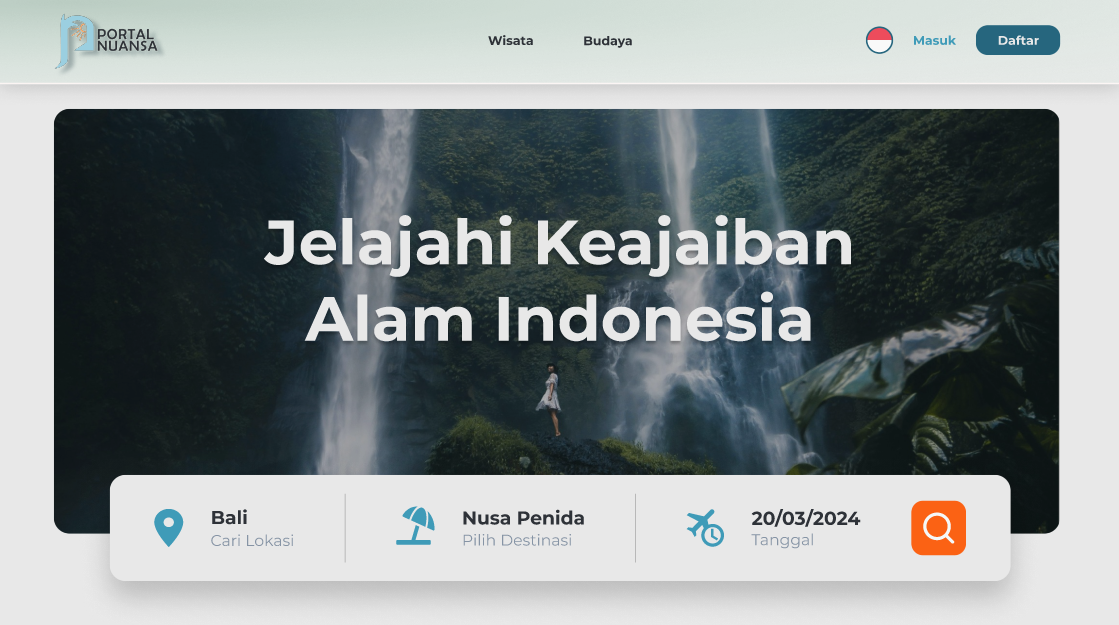 PORTAL
NUANSA
Wisata
Budaya
Masuk
Daftar
Jelajahi Keajaiban
Alam Indonesia
Bali
Cari Lokasi
Nusa Penida
Pilih Destinasi
20/03/2024
Tanggal